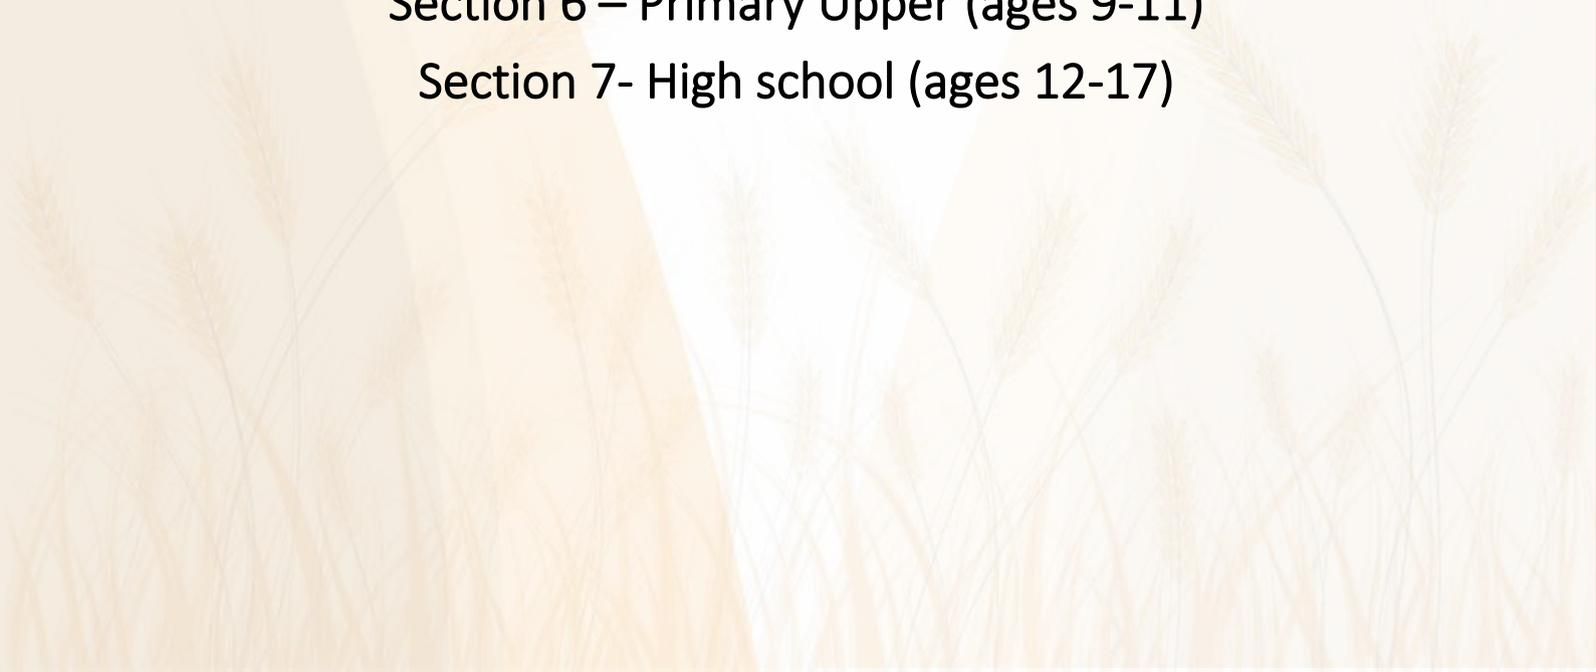 Section 6 – Primary Upper (ages 9-11)
Section 7- High school (ages 12-17)